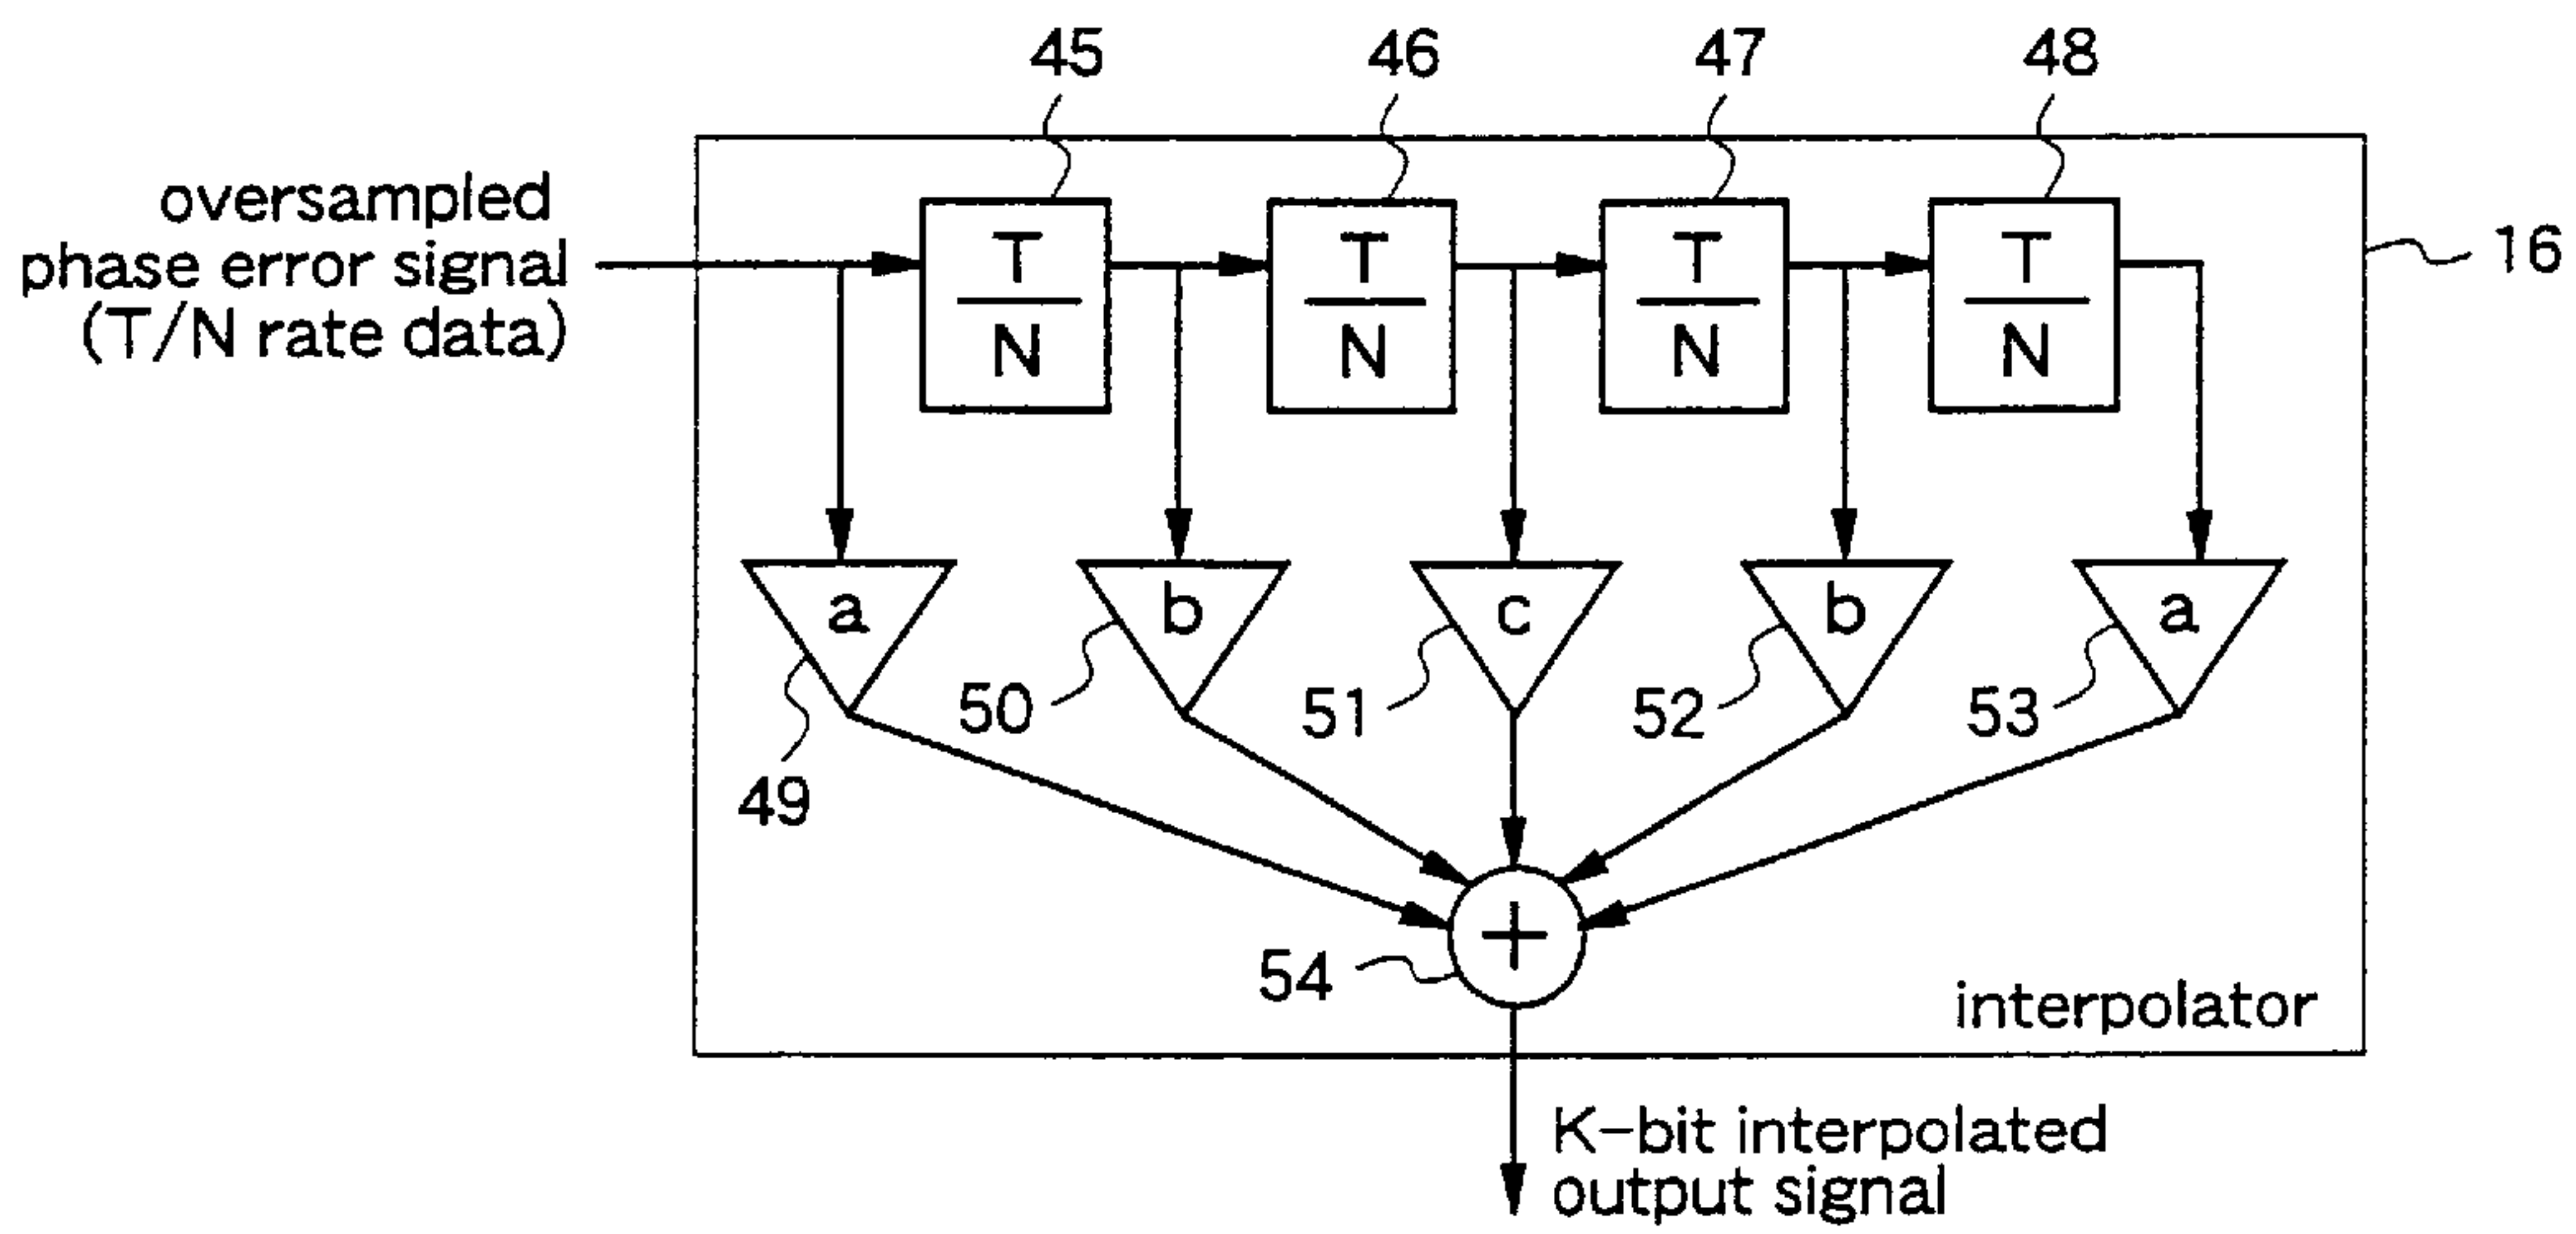 45 46 47 48
oversampled
phase error signal
(T/N rate data)
T/N T/N T/N T/N
16
a b c b a
49 50 51 52 53
54
interpolator
K-bit interpolated
output signal